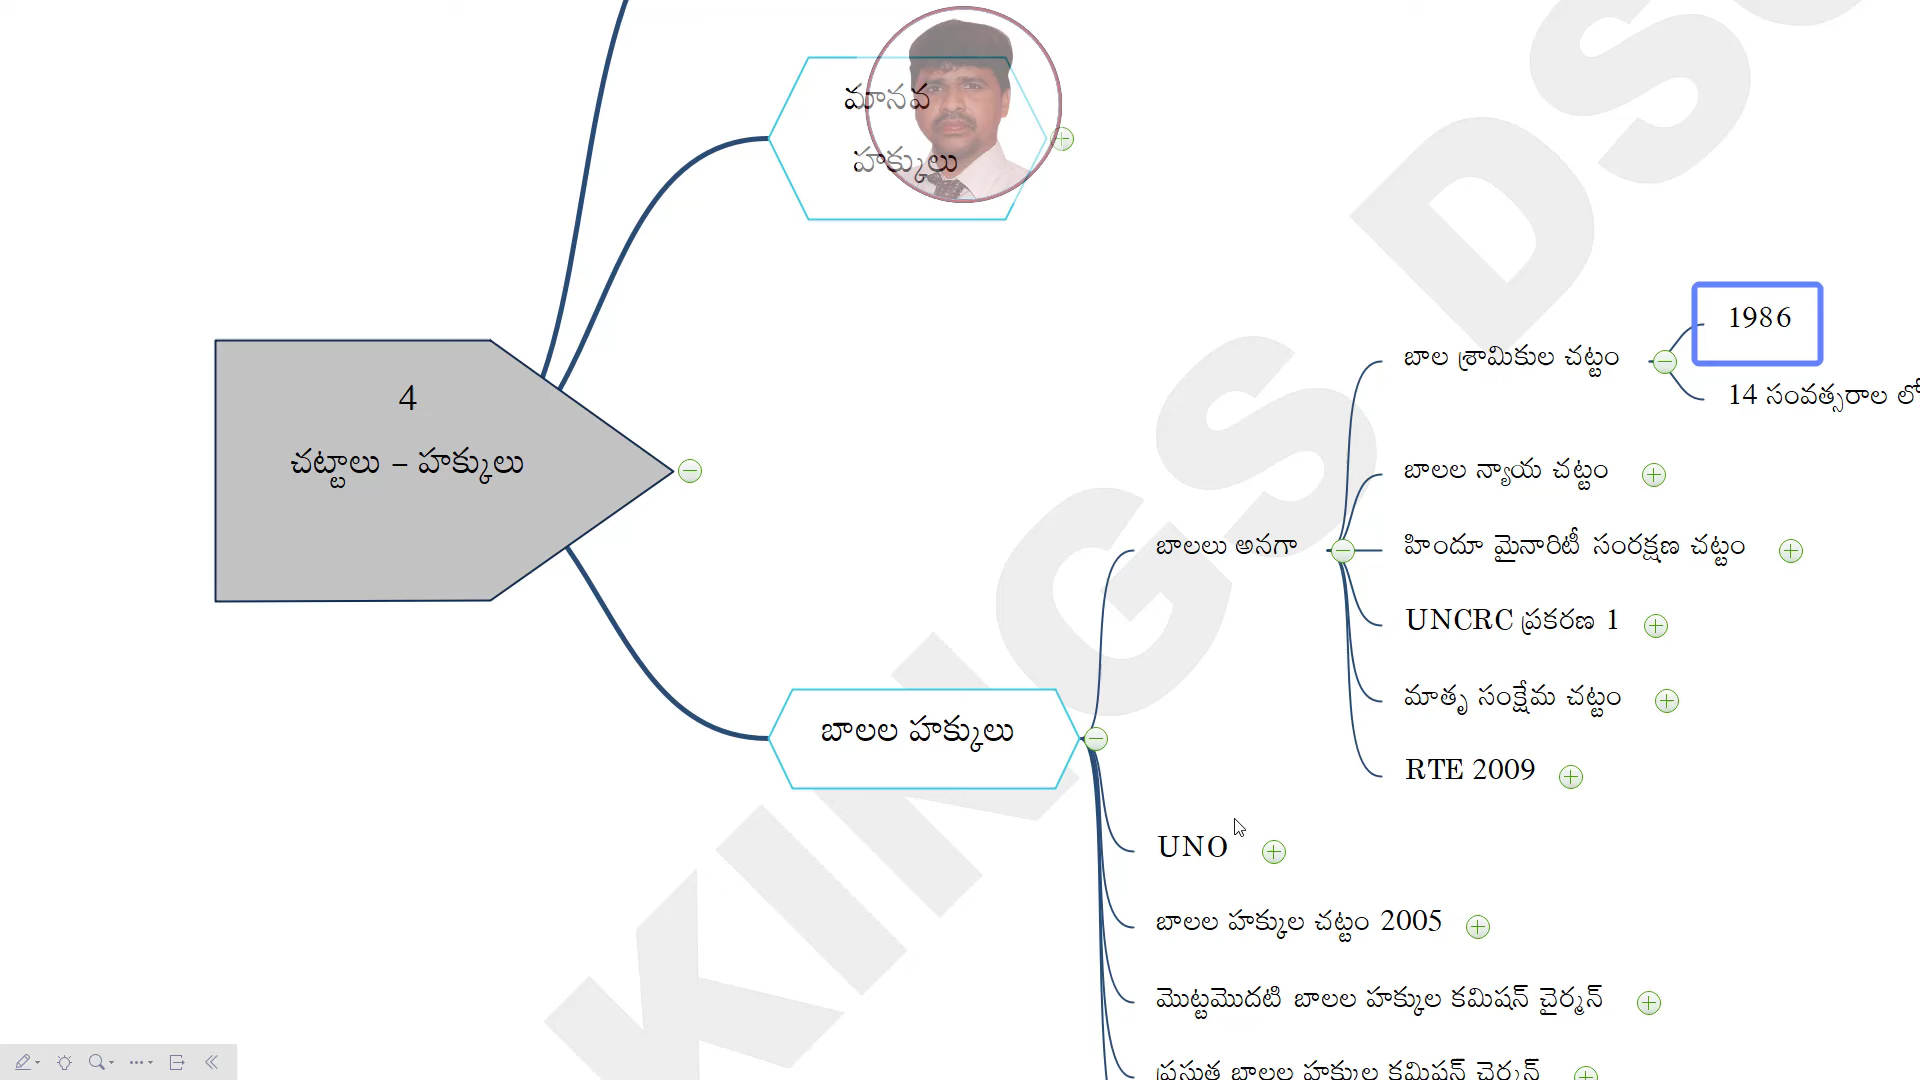 మానవ
హక్కులు
4
చట్టాలు – హక్కులు
బాలల హక్కులు
బాలలు అనగా
బాల శ్రామికుల చట్టం
1986
14 సంవత్సరాల
బాలల న్యాయ చట్టం
హిందూ మైనారిటీ సంరక్షణ చట్టం
UNCRC ప్రకరణ 1
మాతృ సంక్షేమ చట్టం
RTE 2009
UNO
బాలల హక్కుల చట్టం 2005
మొట్టమొదటి బాలల హక్కుల కమిషన్ చైర్మన్
ప్రస్తుత బాలల హక్కుల కమిషన్ చైర్మన్
KINGS